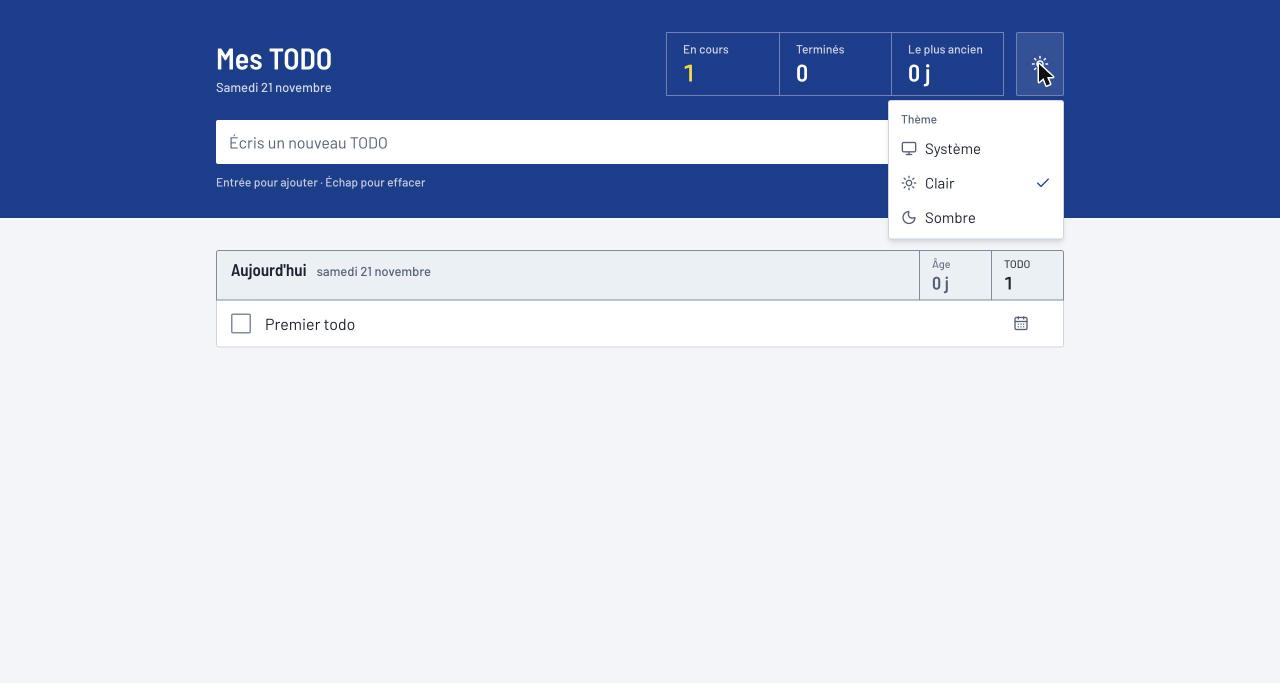 Mes TODO
Samedi 21 novembre
En cours
1
Terminés
0
Le plus ancien
0 j
Écris un nouveau TODO
Entrée pour ajouter · Échap pour effacer
Thème
Système
Clair
Sombre
Aujourd'hui samedi 21 novembre
Âge
0 j
TODO
1
Premier todo